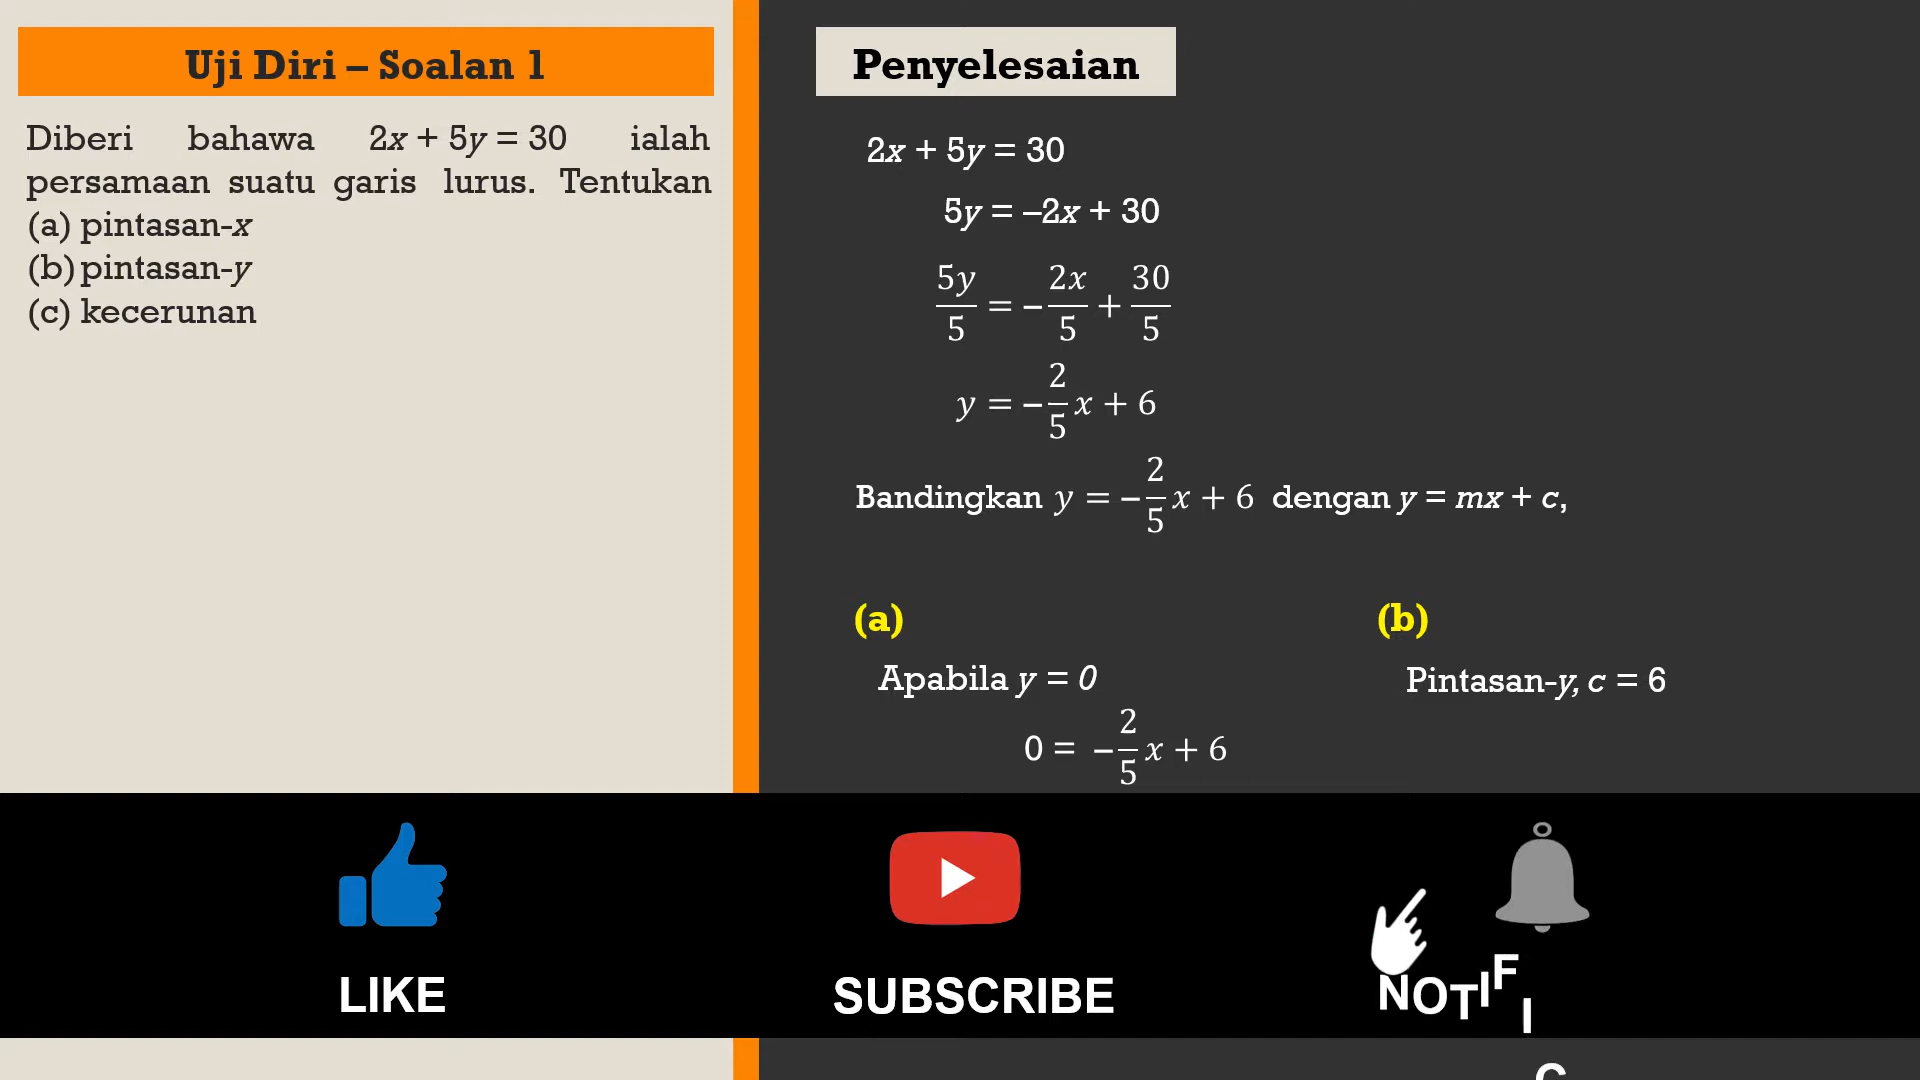 Uji Diri – Soalan 1
Diberi bahawa 2x + 5y = 30 ialah
persamaan suatu garis lurus. Tentukan
(a) pintasan-x
(b) pintasan-y
(c) kecerunan
Penyelesaian
2x + 5y = 30
5y = –2x + 30
5y/5 = –2x/5 + 30/5
y = –2/5 x + 6
Bandingkan y = –2/5 x + 6 dengan y = mx + c,
(a)
Apabila y = 0
0 = –2/5 x + 6
(b)
Pintasan-y, c = 6
LIKE
SUBSCRIBE
NOTIFIC